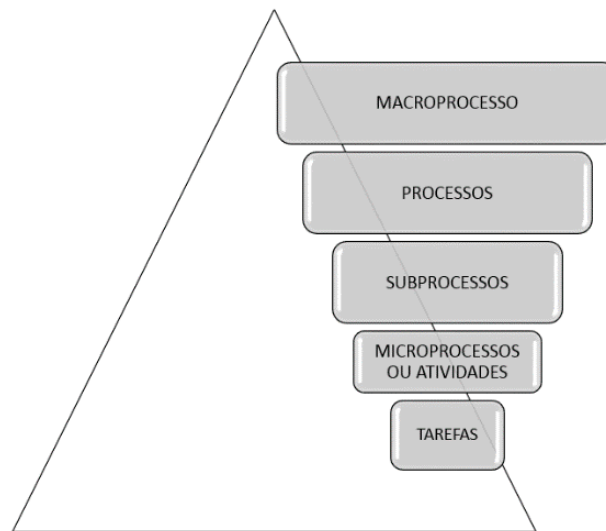 MACROPROCESSO
PROCESSOS
SUBPROCESSOS
MICROPROCESSOS
OU ATIVIDADES
TAREFAS